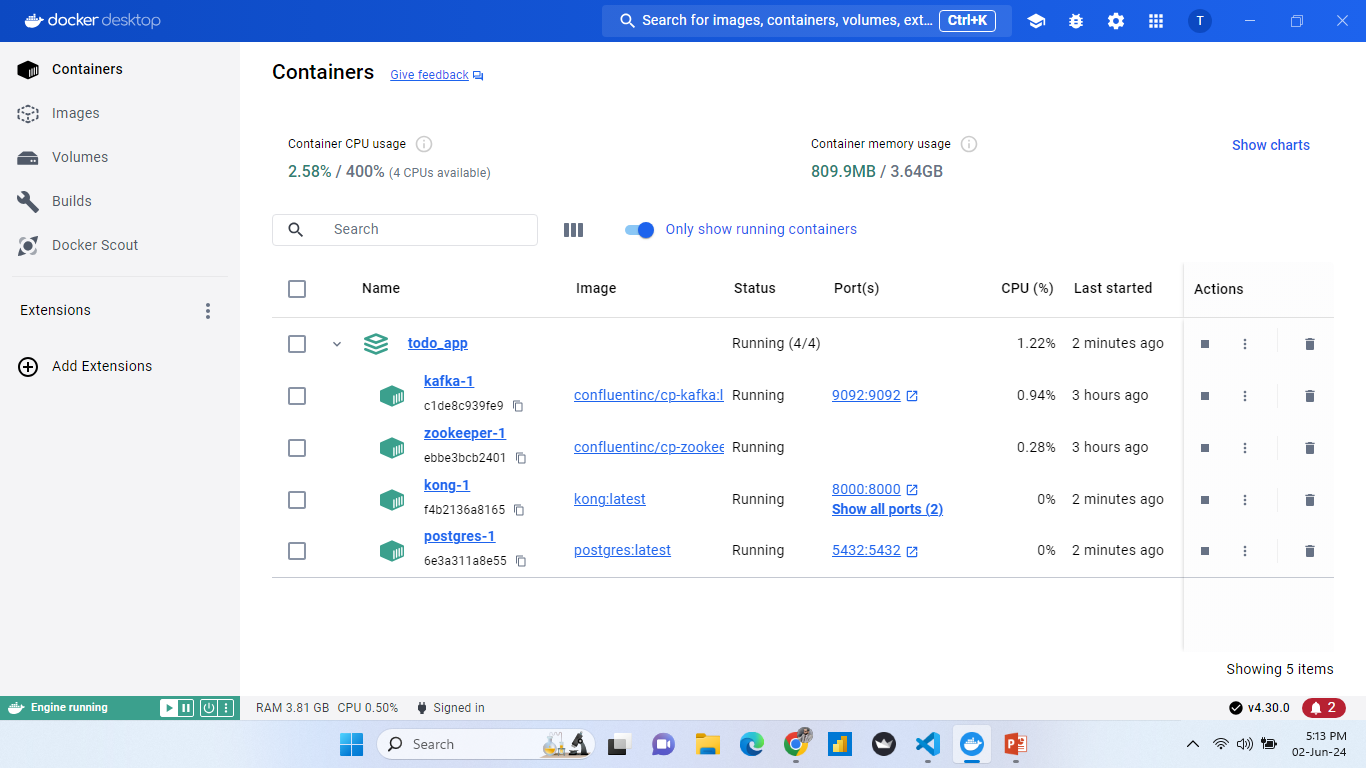 docker desktop
Search for images, containers, volumes, ext... Ctrl+K
T
Containers
Images
Volumes
Builds
Docker Scout
Extensions
Add Extensions
Containers Give feedback
Container CPU usage
2.58% / 400% (4 CPUs available)
Container memory usage
809.9MB / 3.64GB
Show charts
Search
Only show running containers
Name Image Status Port(s) CPU (%) Last started Actions
todo_app Running (4/4) 1.22% 2 minutes ago
kafka-1
c1de8c939fe9
confluentinc/cp-kafka:l Running 9092:9092 0.94% 3 hours ago
zookeeper-1
ebbe3bcb2401
confluentinc/cp-zookee Running 0.28% 3 hours ago
kong-1
f4b2136a8165
kong:latest Running 8000:8000 0% 2 minutes ago
Show all ports (2)
postgres-1
6e3a311a8e55
postgres:latest Running 5432:5432 0% 2 minutes ago
Showing 5 items
Engine running
RAM 3.81 GB CPU 0.50% Signed in
v4.30.0 2
Search
5:13 PM
02-Jun-24